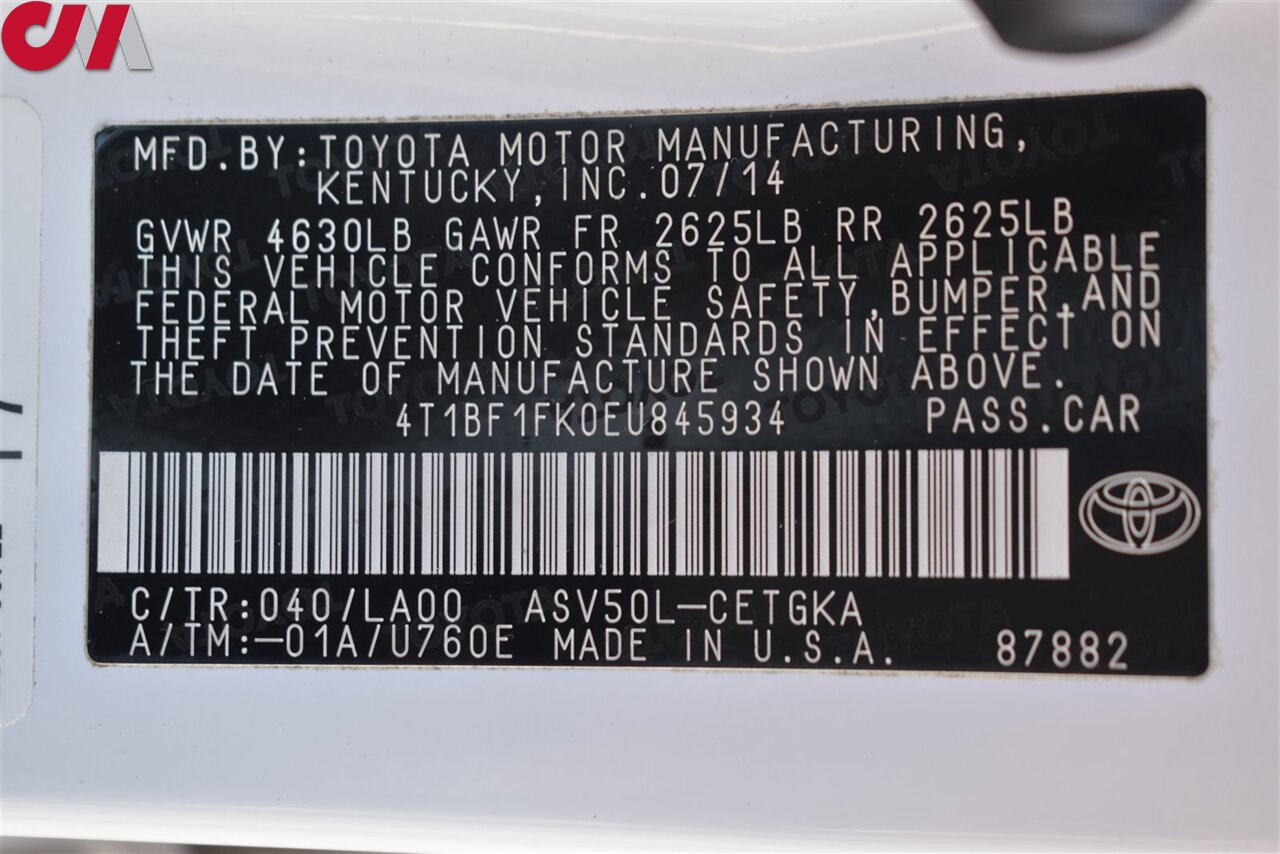 MFD.BY:TOYOTA MOTOR MANUFACTURING,
KENTUCKY,INC.07/14
GVWR 4630LB GAWR FR 2625LB RR 2625LB
THIS VEHICLE CONFORMS TO ALL APPLICABLE
FEDERAL MOTOR VEHICLE SAFETY,BUMPER,AND
THEFT PREVENTION STANDARDS IN EFFECT ON
THE DATE OF MANUFACTURE SHOWN ABOVE.
4T1BF1FK0EU845934 PASS.CAR
C/TR:040/LA00 ASV50L-CETGKA
A/TM:-01A/U760E MADE IN U.S.A. 87882